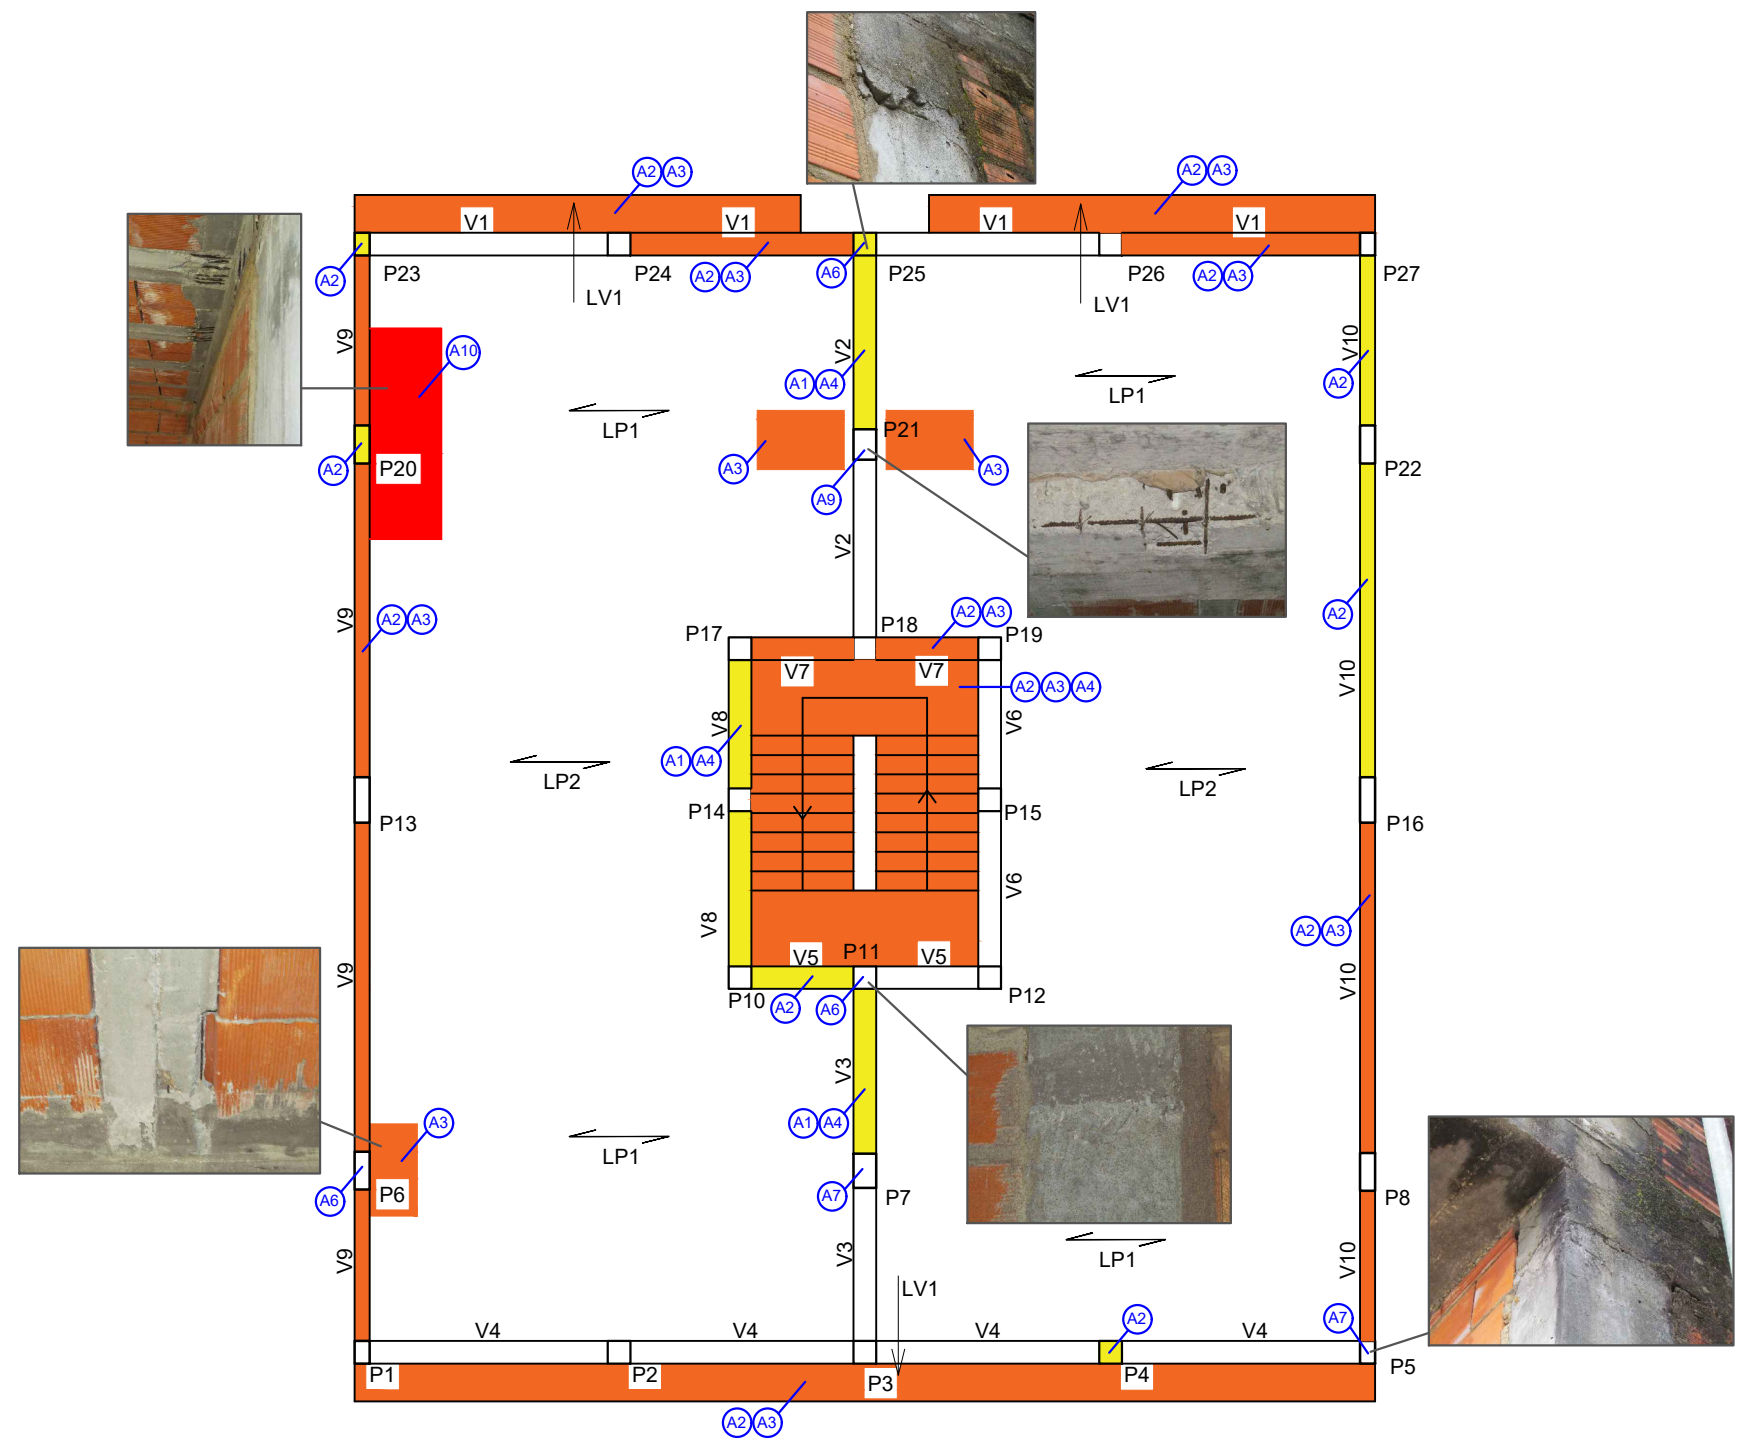 A2 A3
A2 A3
V1 V1 V1 V1
A2 P23 P24 A2 A3 A6 P25 P26 A2 A3 P27
LV1 LV1
V9 A10 V2 V10
A1 A4 LP1 A2
LP1 P21
A2 P20 A3 A3 P22
A9
V2
A2 A3
V9 A2 A3 P17 P18 P19 A2
V7 V7 A2 A3 A4 V10
V8 V6
A1 A4
LP2 LP2
P13 P14 P15 P16
V6
V8 A2 A3
V5 P11 V5
V9 P10 A2 A6 P12 V10
V3
A3 A1 A4
LP1
A6 P6 A7 P7 P8
V9 V3 LP1 V10
LV1
V4 V4 V4 A2 V4 A7
P1 P2 P3 P4 P5
A2 A3